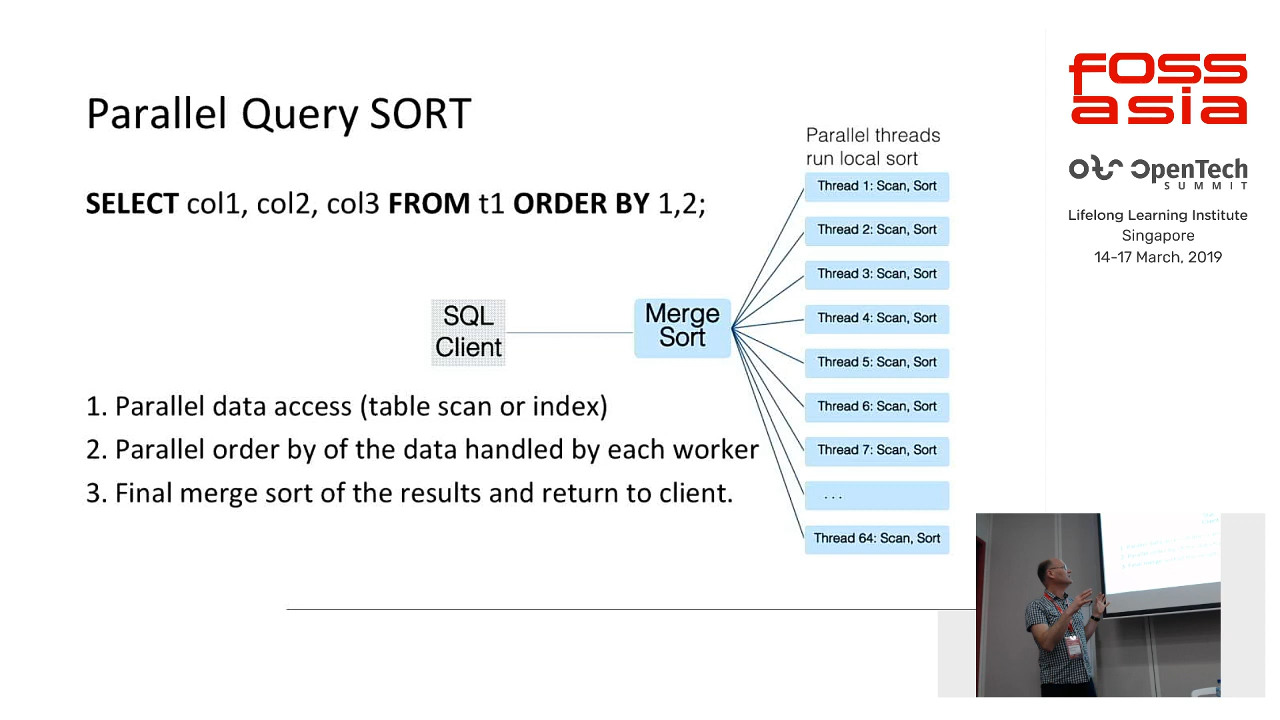 Parallel Query SORT
SELECT col1, col2, col3 FROM t1 ORDER BY 1,2;
SQL
Client
Merge
Sort
Parallel threads
run local sort
Thread 1: Scan, Sort
Thread 2: Scan, Sort
Thread 3: Scan, Sort
Thread 4: Scan, Sort
Thread 5: Scan, Sort
Thread 6: Scan, Sort
Thread 7: Scan, Sort
...
Thread 64: Scan, Sort
1. Parallel data access (table scan or index)
2. Parallel order by of the data handled by each worker
3. Final merge sort of the results and return to client.
FOSS
asia
OpenTech
SUMMIT
Lifelong Learning Institute
Singapore
14-17 March, 2019